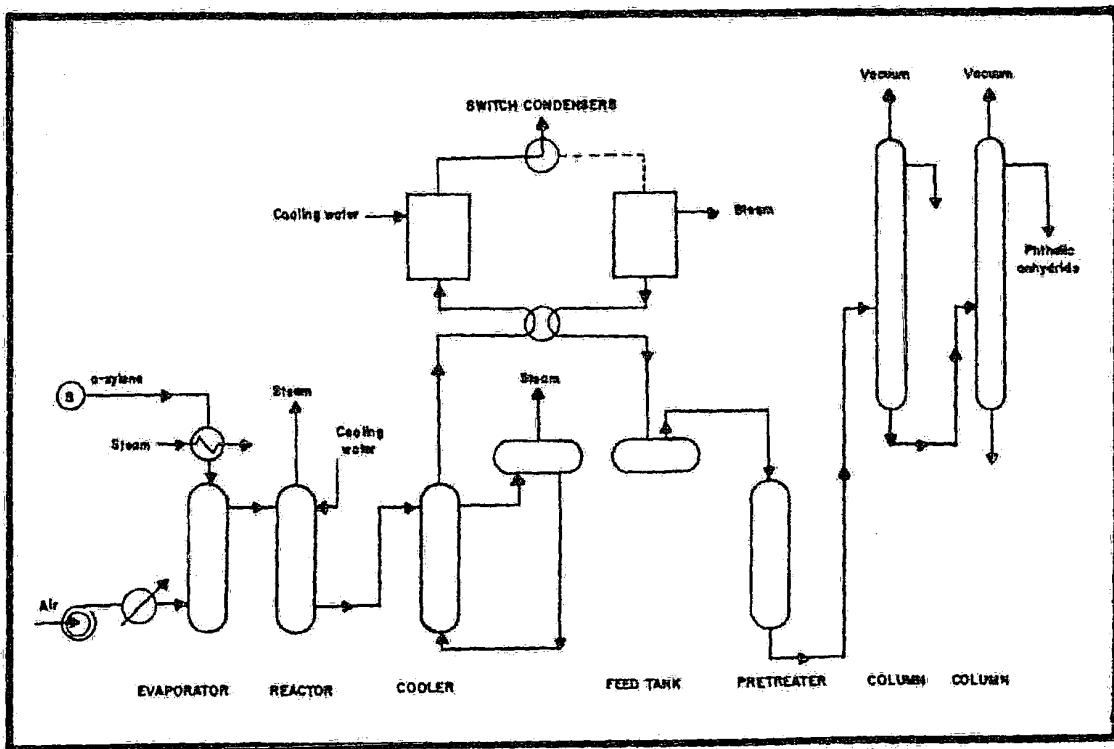 Vacuum
Vacuum
SWITCH CONDENSERS
Cooling water
Steam
Phthalic
anhydride
o-xylene
S
Steam
Steam
Cooling
water
Steam
Air
EVAPORATOR
REACTOR
COOLER
FEED TANK
PRETREATER
COLUMN
COLUMN